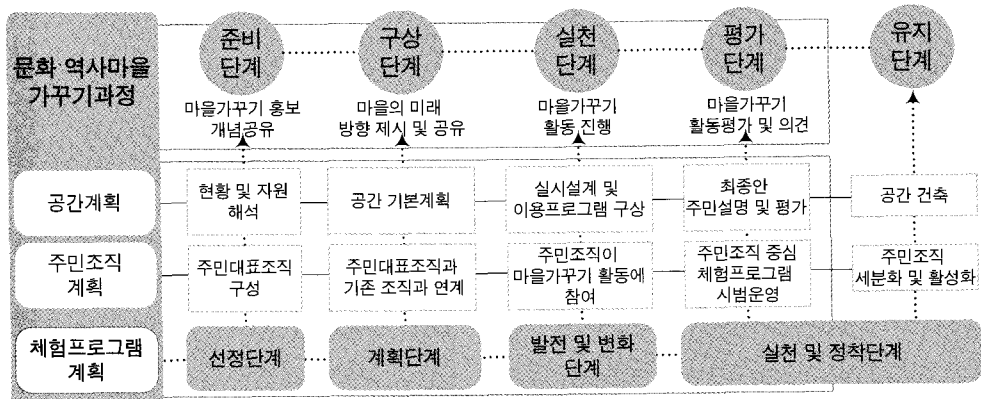 문화·역사마을
가꾸기과정
준비
단계
구상
단계
실천
단계
평가
단계
유지
단계
마을가꾸기 홍보
개념공유
마을의 미래
방향 제시 및 공유
마을가꾸기
활동 진행
마을가꾸기
활동평가 및 의견
공간계획
현황 및 자원
해석
공간 기본계획
실시설계 및
이용프로그램 구상
최종안
주민설명 및 평가
공간 건축
주민조직
계획
주민대표조직
구성
주민대표조직과
기존 조직과 연계
주민조직이
마을가꾸기 활동에
참여
주민조직 중심
체험프로그램
시범운영
주민조직
세분화 및 활성화
체험프로그램
계획
선정단계
계획단계
발전 및 변화
단계
실천 및 정착단계